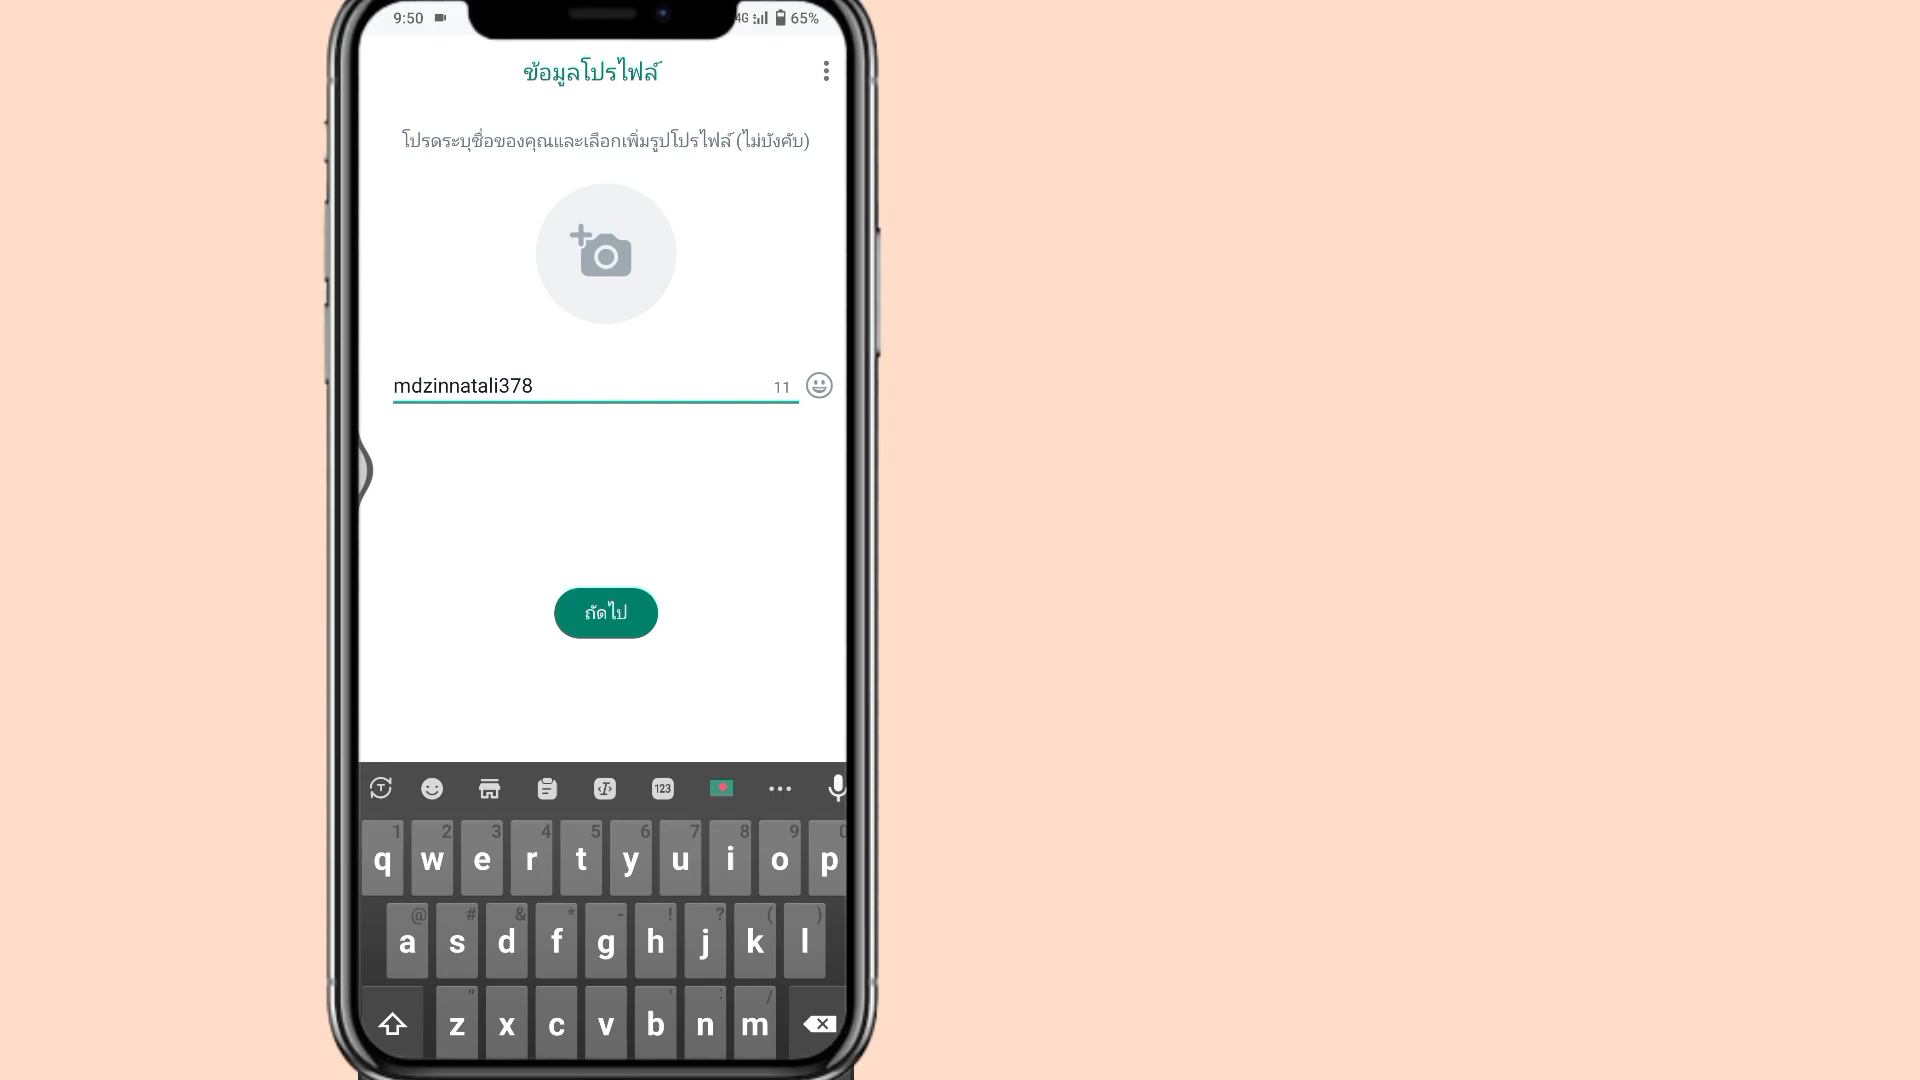 9:50 4G 65%
ข้อมูลโปรไฟล์
โปรดระบุชื่อของคุณและเลือกเพิ่มรูปโปรไฟล์ (ไม่บังคับ)
mdzinnatali378 11
ถัดไป
T I 123
1 2 3 4 5 6 7 8 9 0
q w e r t y u i o p
@ # & * - ! ? ( )
a s d f g h j k l
" ' : /
z x c v b n m